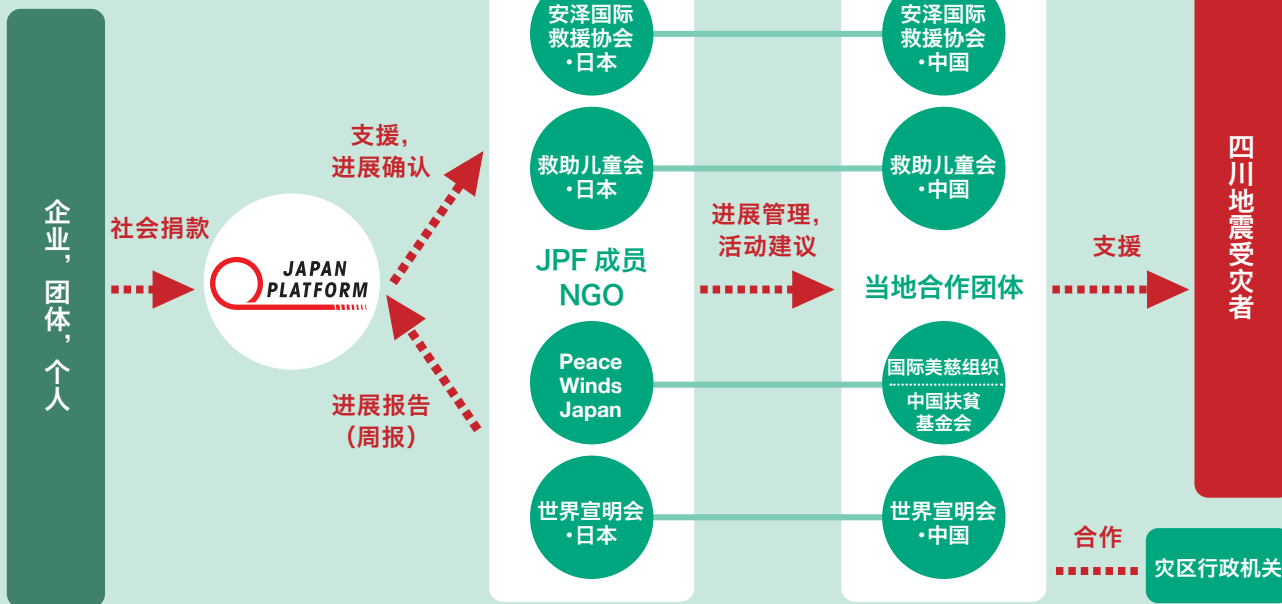 企业，团体，个人
社会捐款
JAPAN
PLATFORM
支援，
进展确认
进展报告
（周报）
安泽国际
救援协会
·日本
救助儿童会
·日本
JPF 成员
NGO
Peace
Winds
Japan
世界宣明会
·日本
进展管理，
活动建议
安泽国际
救援协会
·中国
救助儿童会
·中国
当地合作团体
国际美慈组织
中国扶贫
基金会
世界宣明会
·中国
支援
四川地震受灾者
合作
灾区行政机关